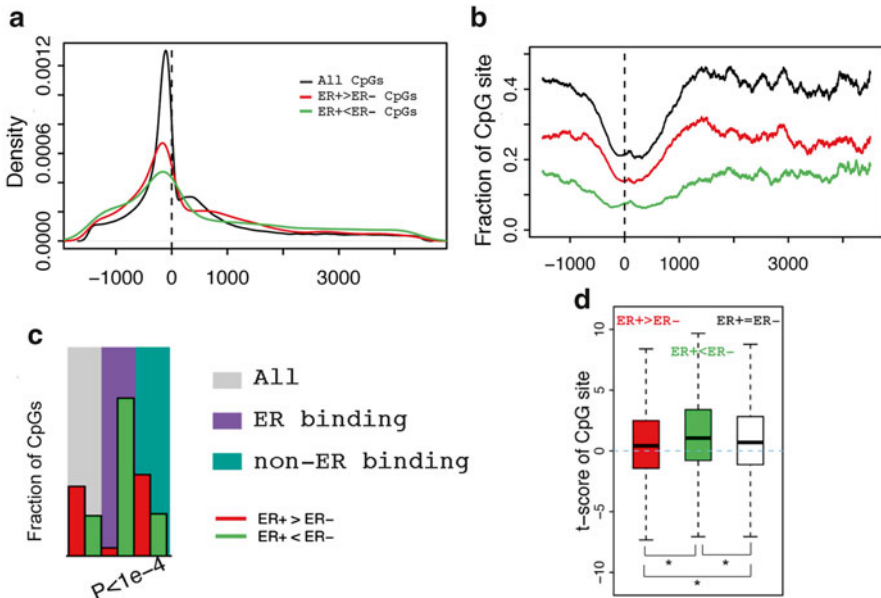 a
Density
0.0000 0.0006 0.0012
All CpGs
ER+>ER- CpGs
ER+<ER- CpGs
−1000 0 1000 3000
b
Fraction of CpG site
0.0 0.2 0.4
−1000 0 1000 3000
c
Fraction of CpGs
P<1e−4
All
ER binding
non-ER binding
ER+>ER−
ER+<ER−
d
t−score of CpG site
−10 −5 0 5 10
ER+>ER-
ER+<ER-
ER+=ER-
* *
*